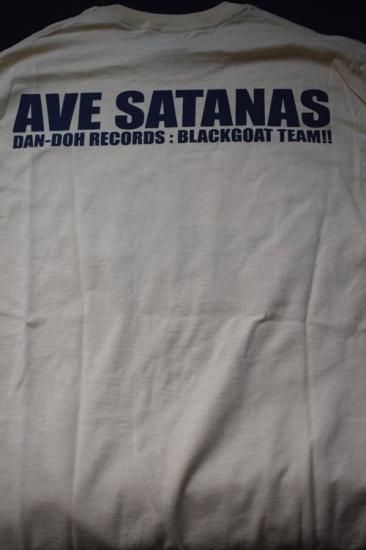 AVE SATANAS
DAN-DOH RECORDS : BLACKGOAT TEAM!!